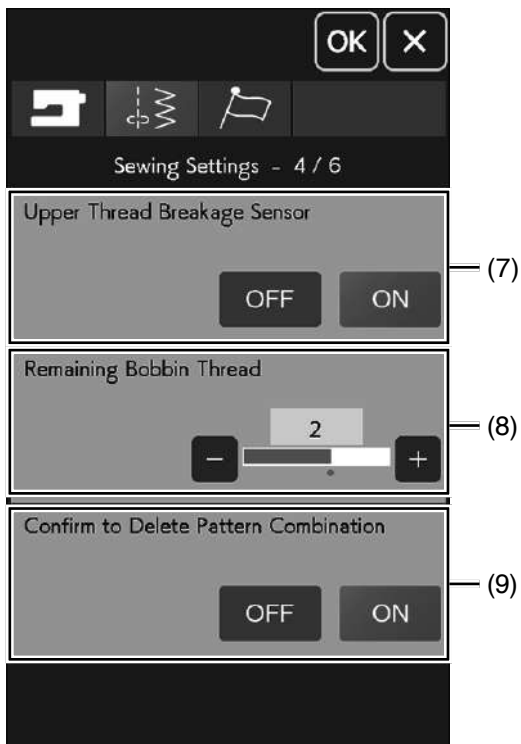 OK ×
Sewing Settings - 4 / 6
Upper Thread Breakage Sensor
OFF ON
(7)
Remaining Bobbin Thread
2
− +
(8)
Confirm to Delete Pattern Combination
OFF ON
(9)